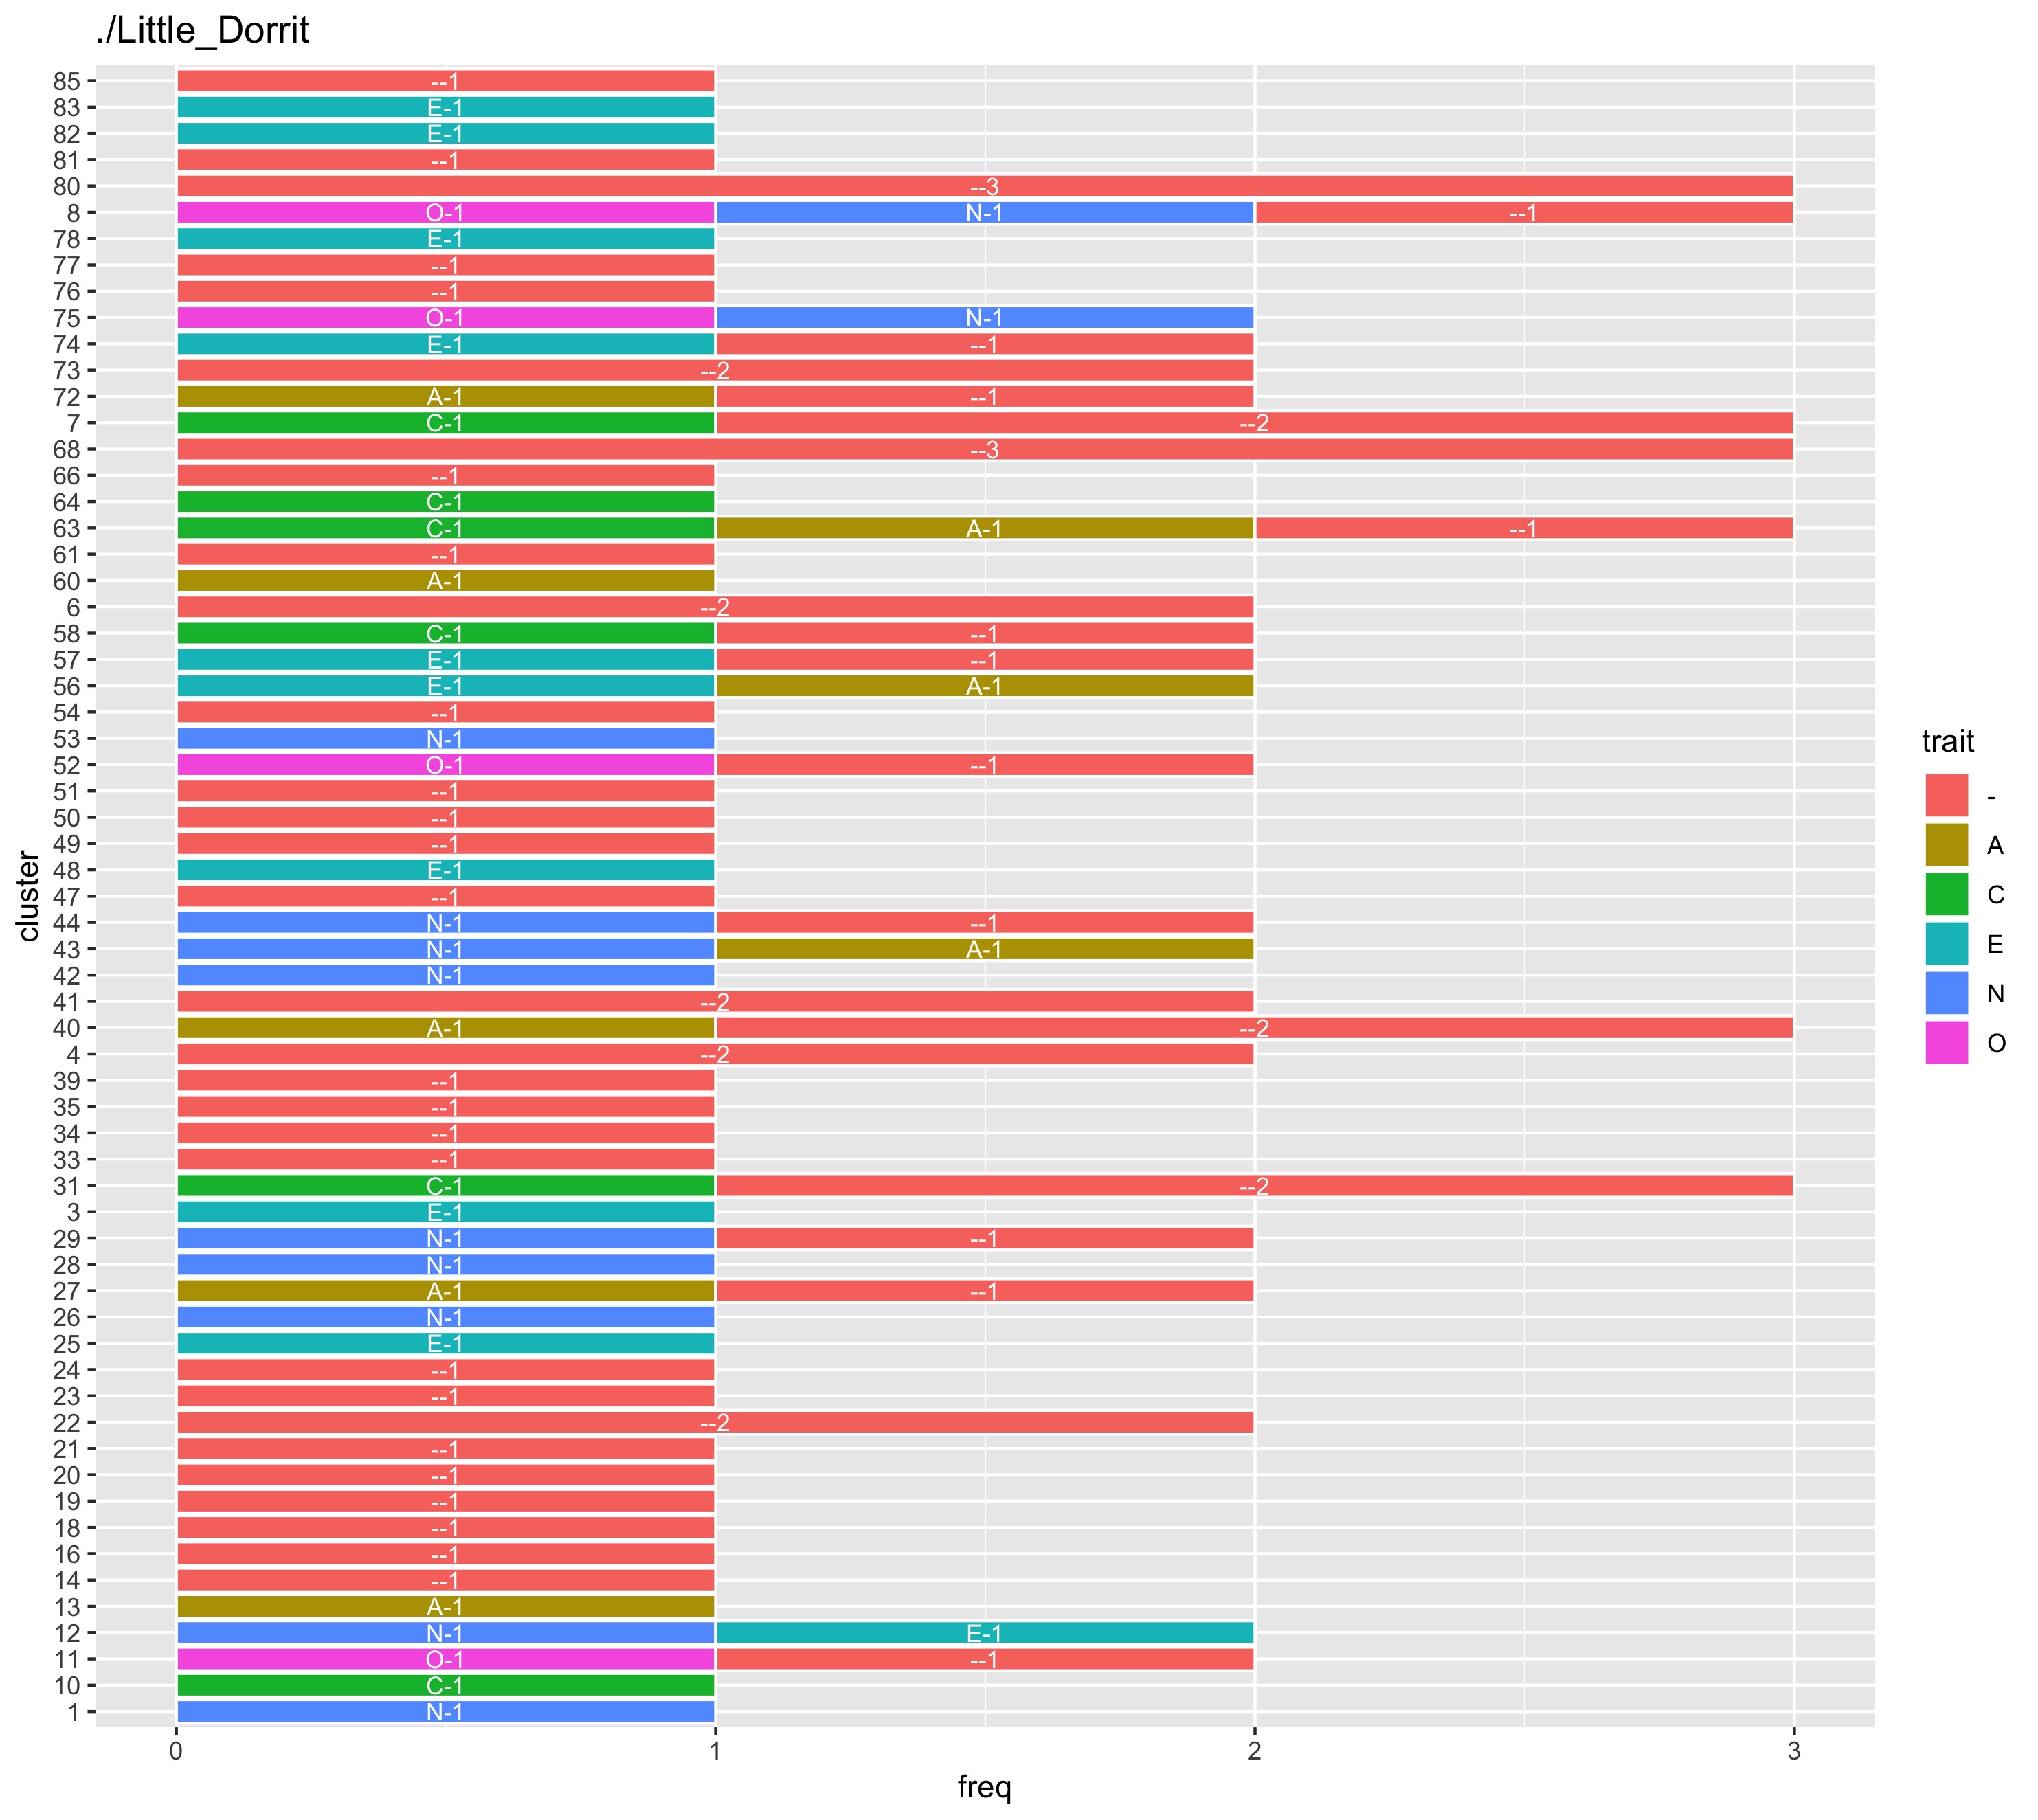 ./Little_Dorrit
85 --1
83 E-1
82 E-1
81 --1
80 --3
8 O-1 N-1 --1
78 E-1
77 --1
76 --1
75 O-1 N-1
74 E-1 --1
73 --2
72 A-1 --1
7 C-1 --2
68 --3
66 --1
64 C-1
63 C-1 A-1 --1
61 --1
60 A-1
6 --2
58 C-1 --1
57 E-1 --1
56 E-1 A-1
54 --1
53 N-1
52 O-1 --1
51 --1
50 --1
49 --1
48 E-1
47 --1
44 N-1 --1
43 N-1 A-1
42 N-1
41 --2
40 A-1 --2
4 --2
39 --1
35 --1
34 --1
33 --1
31 C-1 --2
3 E-1
29 N-1 --1
28 N-1
27 A-1 --1
26 N-1
25 E-1
24 --1
23 --1
22 --2
21 --1
20 --1
19 --1
18 --1
16 --1
14 --1
13 A-1
12 N-1 E-1
11 O-1 --1
10 C-1
1 N-1
0 1 2 3
freq
cluster
trait
-
A
C
E
N
O